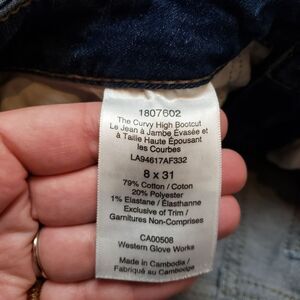 1807602
The Curvy High Bootcut
Le Jean à Jambe Évasée et
à Taille Haute Épousant
les Courbes
LA94617AF332
8 x 31
79% Cotton / Coton
20% Polyester
1% Elastane / Élasthanne
Exclusive of Trim /
Garnitures Non-Comprises
CA00508
Western Glove Works
Made in Cambodia /
Fabriqué au Cambodge